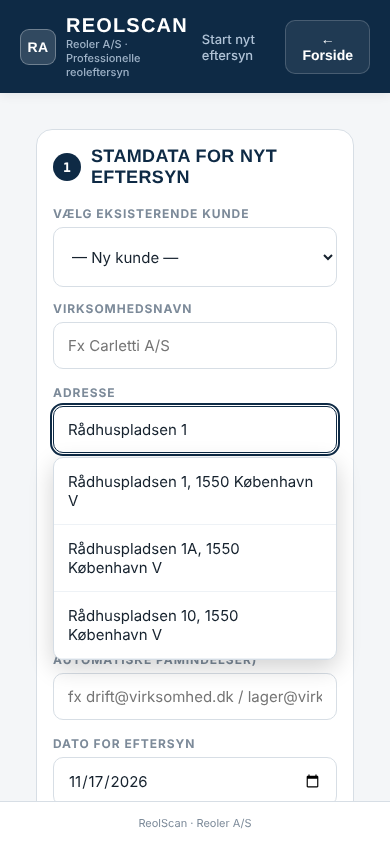 RA
REOLSCAN
Reoler A/S ·
Professionelle
reoleftersyn
Start nyt
eftersyn
←
Forside
1
STAMDATA FOR NYT
EFTERSYN
VÆLG EKSISTERENDE KUNDE
— Ny kunde —
VIRKSOMHEDSNAVN
Fx Carletti A/S
ADRESSE
Rådhuspladsen 1
Rådhuspladsen 1, 1550 København
V
Rådhuspladsen 1A, 1550
København V
Rådhuspladsen 10, 1550
København V
AUTOMATISKE PÅMINDELSER)
fx drift@virksomhed.dk / lager@virk
DATO FOR EFTERSYN
11/17/2026
ReolScan · Reoler A/S